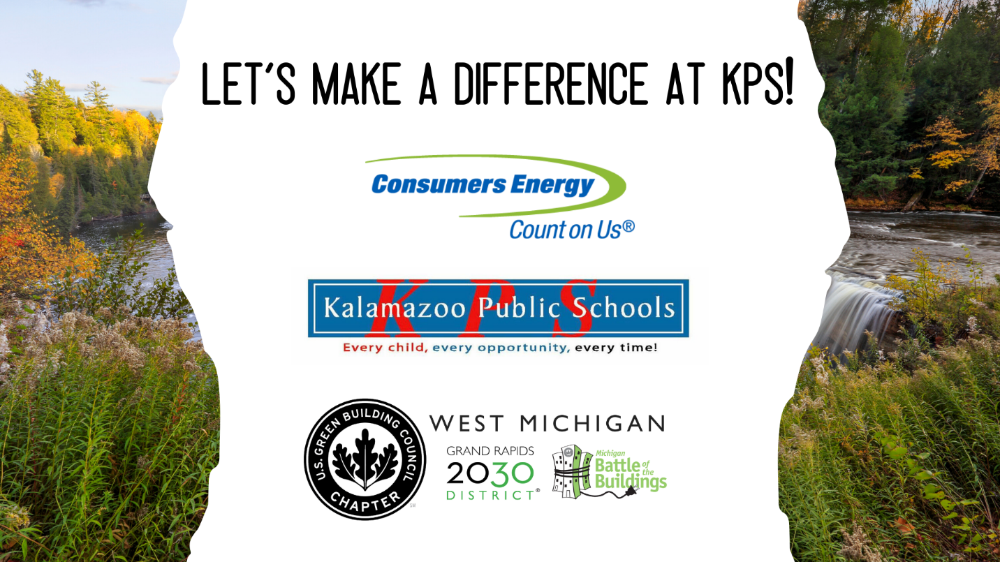 LET'S MAKE A DIFFERENCE AT KPS!
Consumers Energy
Count on Us®
KPS
Kalamazoo Public Schools
Every child, every opportunity, every time!
U.S. GREEN BUILDING COUNCIL
CHAPTER
SM
WEST MICHIGAN
GRAND RAPIDS
2030
DISTRICT®
Michigan
Battle of
the
Buildings